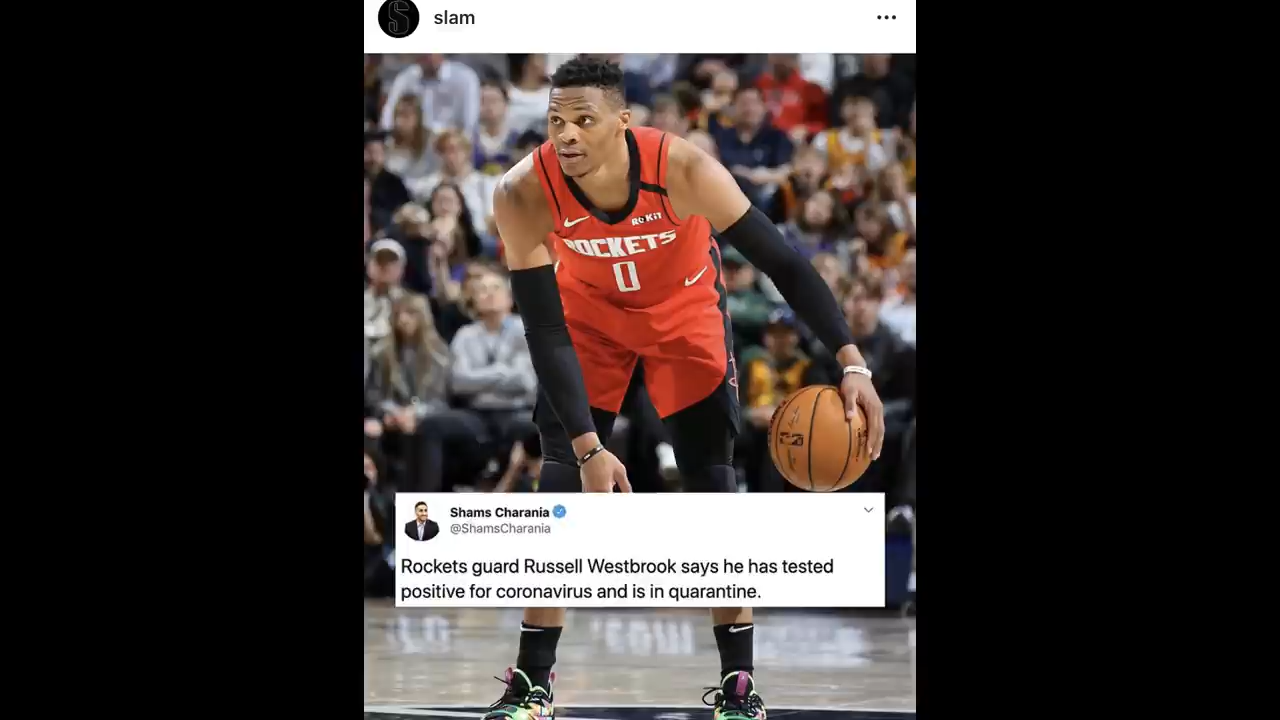 slam
ROKiT
ROCKETS
0
Shams Charania
@ShamsCharania
Rockets guard Russell Westbrook says he has tested
positive for coronavirus and is in quarantine.